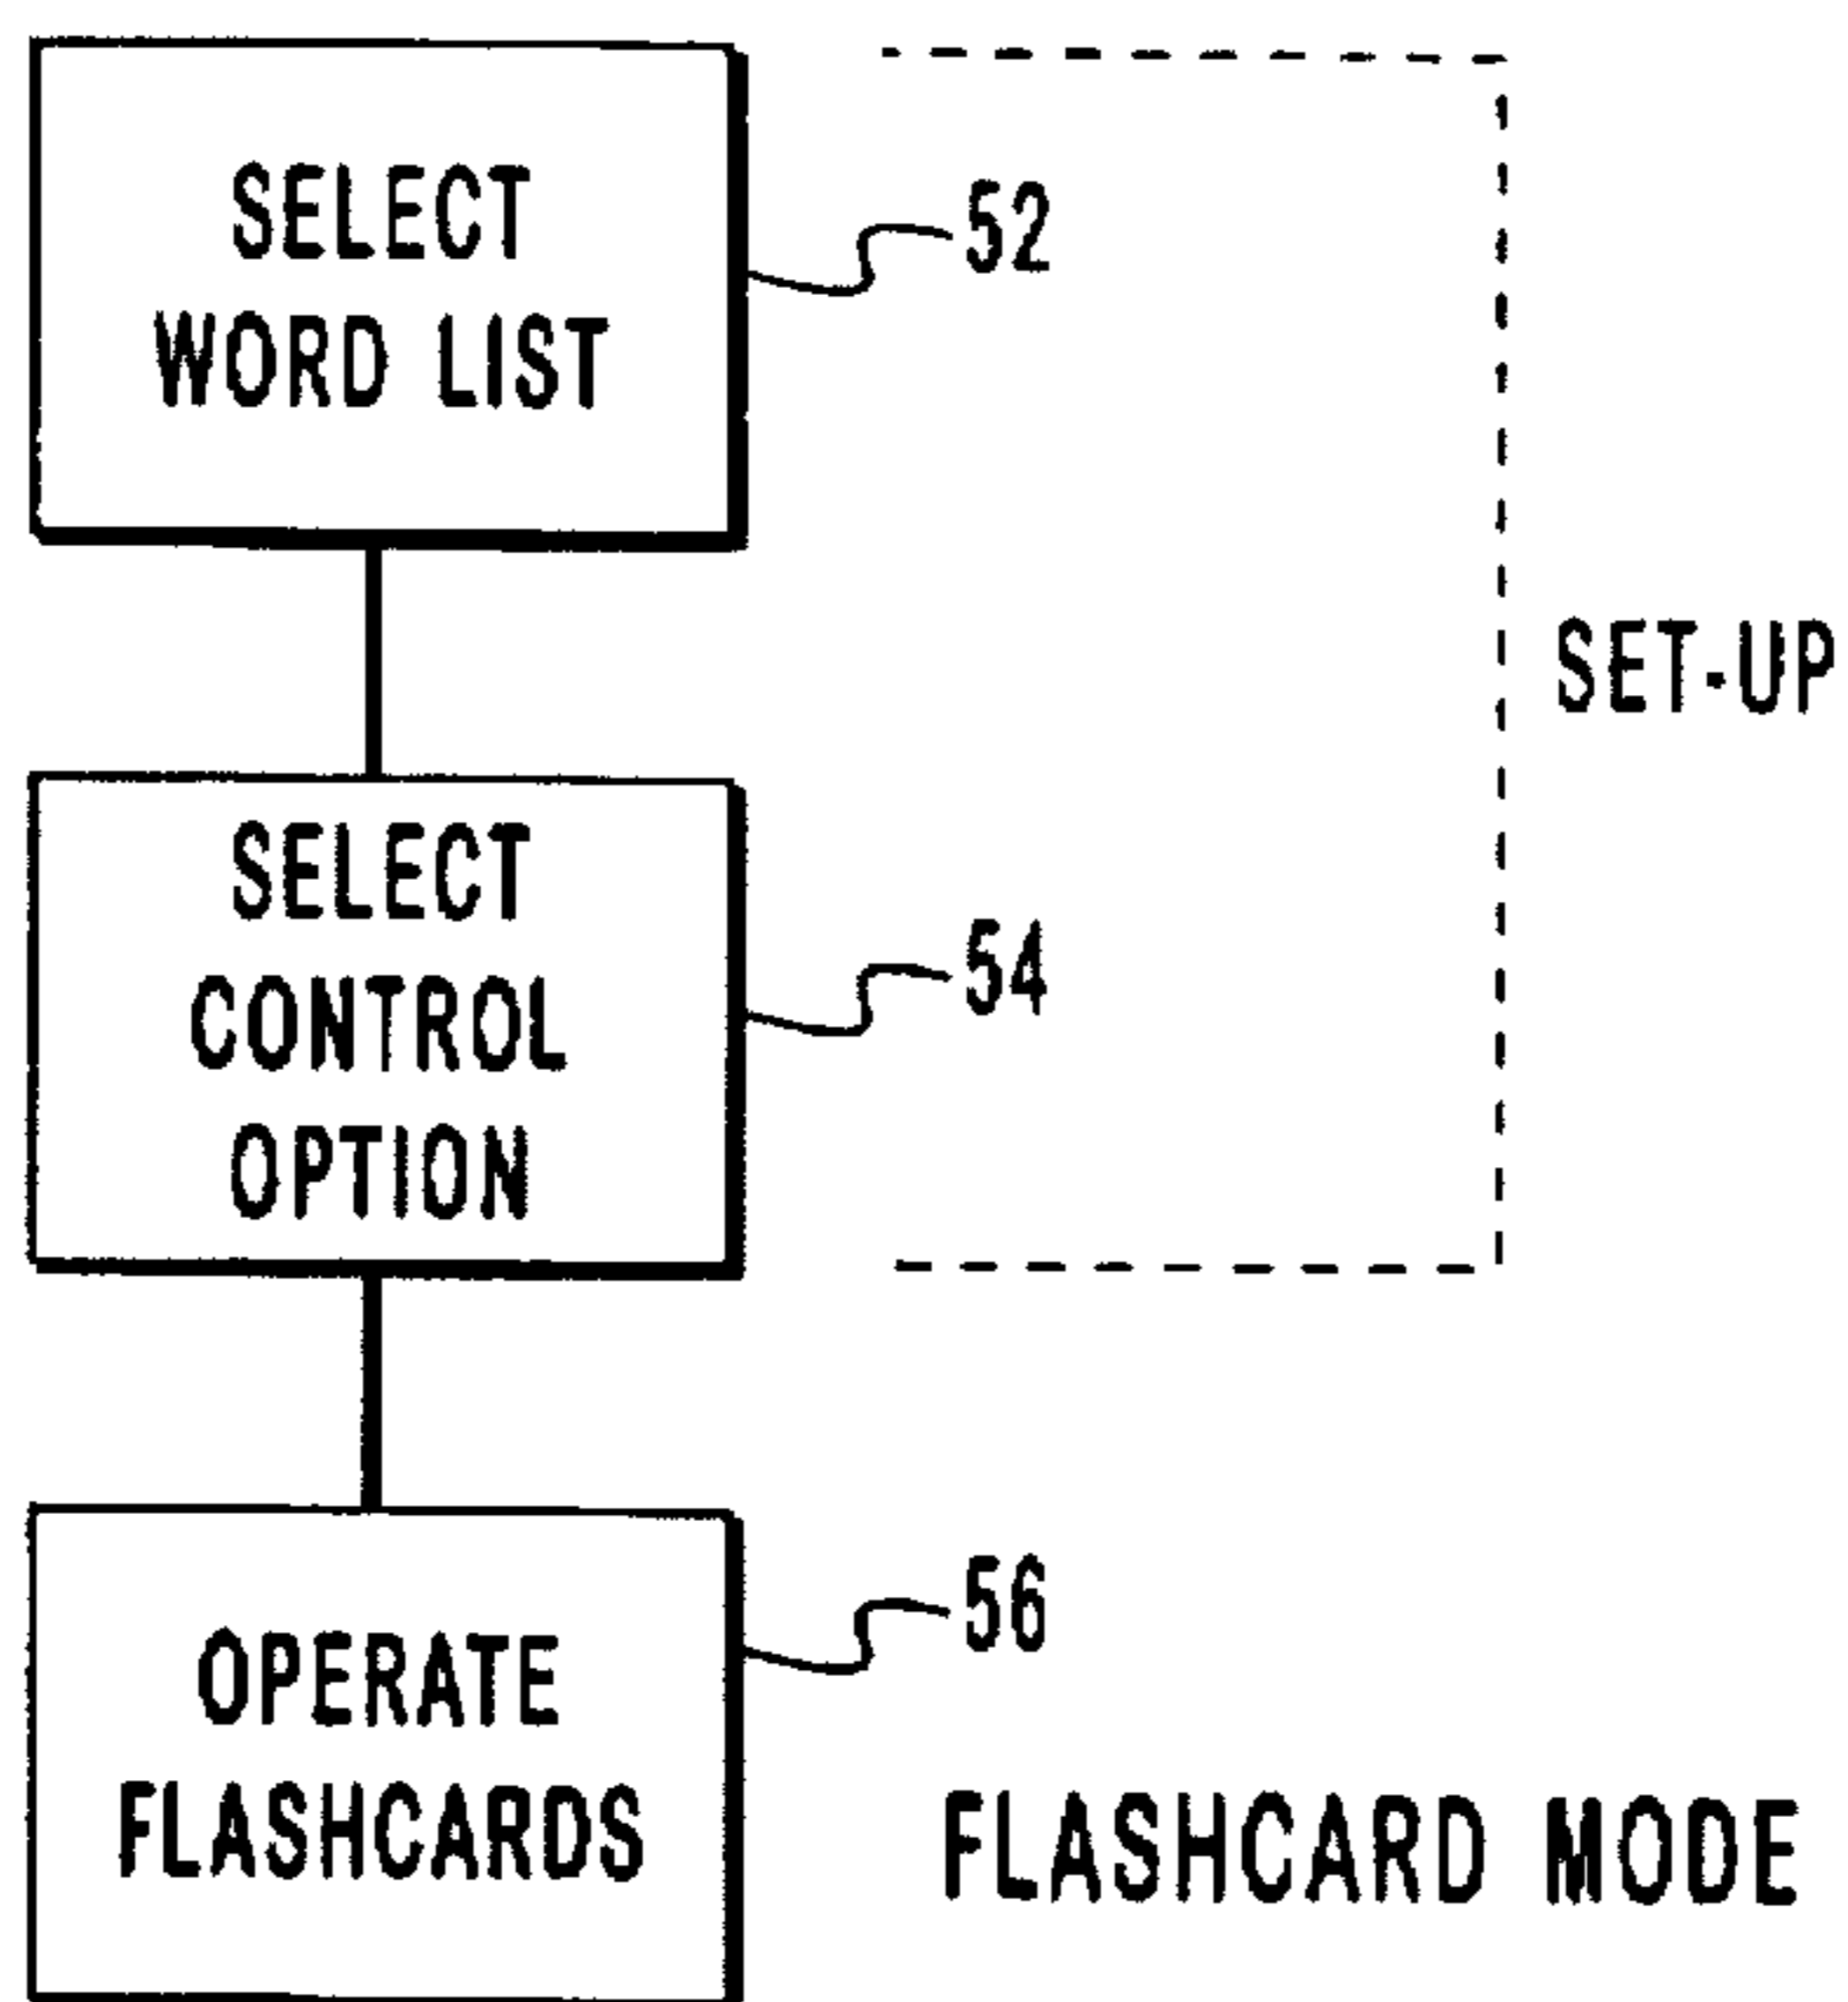 SELECT
WORD LIST
52
SET-UP
SELECT
CONTROL
OPTION
54
OPERATE
FLASHCARDS
56
FLASHCARD MODE